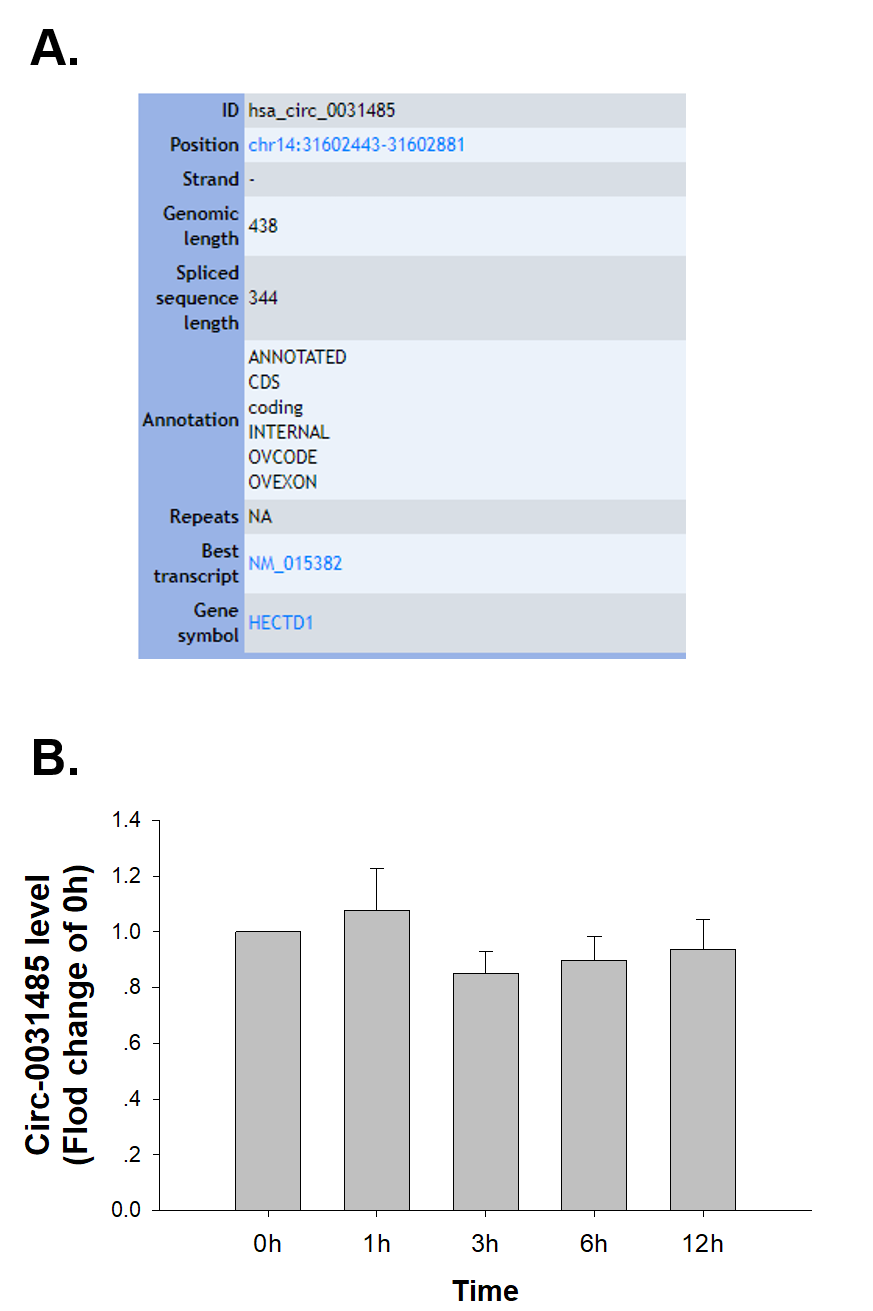 A.
ID hsa_circ_0031485
Position chr14:31602443-31602881
Strand -
Genomic
length 438
Spliced
sequence
length 344
Annotation ANNOTATED
CDS
coding
INTERNAL
OVCODE
OVEXON
Repeats NA
Best
transcript NM_015382
Gene
symbol HECTD1
B.
Circ-0031485 level
(Flod change of 0h)
1.4
1.2
1.0
.8
.6
.4
.2
0.0
0h 1h 3h 6h 12h
Time